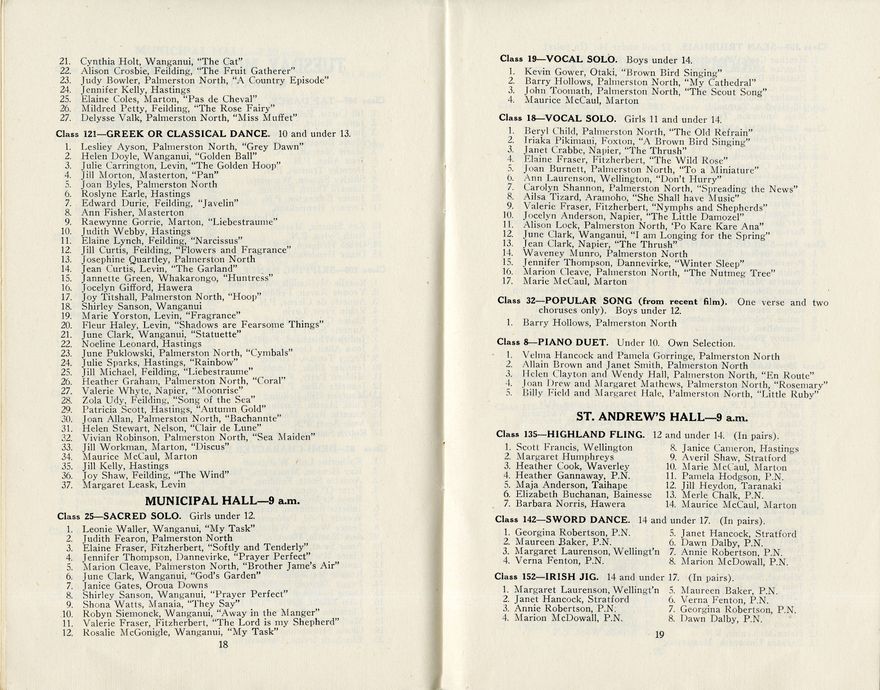 21. Cynthia Holt, Wanganui, "The Cat"
22. Alison Crosbie, Feilding, "The Fruit Gatherer"
23. Judy Bowler, Palmerston North, "A Country Episode"
24. Jennifer Kelly, Hastings
25. Elaine Coles, Marton, "Pas de Cheval"
26. Mildred Petty, Feilding, "The Rose Fairy"
27. Delysse Valk, Palmerston North, "Miss Muffet"
Class 121—GREEK OR CLASSICAL DANCE. 10 and under 13.
1. Lesliey Ayson, Palmerston North, "Grey Dawn"
2. Helen Doyle, Wanganui, "Golden Ball"
3. Julie Carrington, Levin, "The Golden Hoop"
4. Jill Morton, Masterton, "Pan"
5. Joan Byles, Palmerston North
6. Roslyne Earle, Hastings
7. Edward Durie, Feilding, "Javelin"
8. Ann Fisher, Masterton
9. Raewynne Gorrie, Marton, "Liebestraume"
10. Judith Webby, Hastings
11. Elaine Lynch, Feilding, "Narcissus"
12. Jill Curtis, Feilding, "Flowers and Fragrance"
13. Josephine Quartley, Palmerston North
14. Jean Curtis, Levin, "The Garland"
15. Jannette Green, Whakarongo, "Huntress"
16. Jocelyn Gifford, Hawera
17. Joy Titshall, Palmerston North, "Hoop"
18. Shirley Sanson, Wanganui
19. Marie Yorston, Levin, "Fragrance"
20. Fleur Haley, Levin, "Shadows are Fearsome Things"
21. June Clark, Wanganui, "Statuette"
22. Noeline Leonard, Hastings
23. June Puklowski, Palmerston North, "Cymbals"
24. Julie Sparks, Hastings, "Rainbow"
25. Jill Michael, Feilding, "Liebestraume"
26. Heather Graham, Palmerston North, "Coral"
27. Valerie Whyte, Napier, "Moonrise"
28. Zola Udy, Feilding, "Song of the Sea"
29. Patricia Scott, Hastings, "Autumn Gold"
30. Joan Allan, Palmerston North, "Bachannte"
31. Helen Stewart, Nelson, "Clair de Lune"
32. Vivian Robinson, Palmerston North, "Sea Maiden"
33. Jill Workman, Marton, "Discus"
34. Maurice McCaul, Marton
35. Jill Kelly, Hastings
36. Joy Shaw, Feilding, "The Wind"
37. Margaret Leask, Levin
MUNICIPAL HALL—9 a.m.
Class 25—SACRED SOLO. Girls under 12.
1. Leonie Waller, Wanganui, "My Task"
2. Judith Fearon, Palmerston North
3. Elaine Fraser, Fitzherbert, "Softly and Tenderly"
4. Jennifer Thompson, Dannevirke, "Prayer Perfect"
5. Marion Cleave, Palmerston North, "Brother Jame's Air"
6. June Clark, Wanganui, "God's Garden"
7. Janice Gates, Oroua Downs
8. Shirley Sanson, Wanganui, "Prayer Perfect"
9. Shona Watts, Manaia, "They Say"
10. Robyn Siemonek, Wanganui, "Away in the Manger"
11. Valerie Fraser, Fitzherbert, "The Lord is my Shepherd"
12. Rosalie McGonigle, Wanganui, "My Task"
18
Class 19—VOCAL SOLO. Boys under 14.
1. Kevin Gower, Otaki, "Brown Bird Singing"
2. Barry Hollows, Palmerston North, "My Cathedral"
3. John Toomath, Palmerston North, "The Scout Song"
4. Maurice McCaul, Marton
Class 18—VOCAL SOLO. Girls 11 and under 14.
1. Beryl Child, Palmerston North, "The Old Refrain"
2. Iriaka Pikimaui, Foxton, "A Brown Bird Singing"
3. Janet Crabbe, Napier, "The Thrush"
4. Elaine Fraser, Fitzherbert, "The Wild Rose"
5. Joan Burnett, Palmerston North, "To a Miniature"
6. Ann Laurenson, Wellington, "Don't Hurry"
7. Carolyn Shannon, Palmerston North, "Spreading the News"
8. Ailsa Tizard, Aramoho, "She Shall have Music"
9. Valerie Fraser, Fitzherbert, "Nymphs and Shepherds"
10. Jocelyn Anderson, Napier, "The Little Damozel"
11. Alison Lock, Palmerston North, 'Po Kare Kare Ana"
12. June Clark, Wanganui, "I am Longing for the Spring"
13. Jean Clark, Napier, "The Thrush"
14. Waveney Munro, Palmerston North
15. Jennifer Thompson, Dannevirke, "Winter Sleep"
16. Marion Cleave, Palmerston North, "The Nutmeg Tree"
17. Marie McCaul, Marton
Class 32—POPULAR SONG (from recent film). One verse and two
choruses only). Boys under 12.
1. Barry Hollows, Palmerston North
Class 8—PIANO DUET. Under 10. Own Selection.
1. Velma Hancock and Pamela Gorringe, Palmerston North
2. Allain Brown and Janet Smith, Palmerston North
3. Helen Clayton and Wendy Hall, Palmerston North, "En Route"
4. Joan Drew and Margaret Mathews, Palmerston North, "Rosemary"
5. Billy Field and Margaret Hale, Palmerston North, "Little Ruby"
ST. ANDREW'S HALL—9 a.m.
Class 135—HIGHLAND FLING. 12 and under 14. (In pairs).
1. Scott Francis, Wellington 8. Janice Cameron, Hastings
2. Margaret Humphreys 9. Averil Shaw, Stratford
3. Heather Cook, Waverley 10. Marie McCaul, Marton
4. Heather Gannaway, P.N. 11. Pamela Hodgson, P.N.
5. Maja Anderson, Taihape 12. Jill Heydon, Taranaki
6. Elizabeth Buchanan, Bainesse 13. Merle Chalk, P.N.
7. Barbara Norris, Hawera 14. Maurice McCaul, Marton
Class 142—SWORD DANCE. 14 and under 17. (In pairs).
1. Georgina Robertson, P.N. 5. Janet Hancock, Stratford
2. Maureen Baker, P.N. 6. Dawn Dalby, P.N.
3. Margaret Laurenson, Wellingt'n 7. Annie Robertson, P.N.
4. Verna Fenton, P.N. 8. Marion McDowall, P.N.
Class 152—IRISH JIG. 14 and under 17. (In pairs).
1. Margaret Laurenson, Wellingt'n 5. Maureen Baker, P.N.
2. Janet Hancock, Stratford 6. Verna Fenton, P.N.
3. Annie Robertson, P.N. 7. Georgina Robertson, P.N.
4. Marion McDowall, P.N. 8. Dawn Dalby, P.N.
19